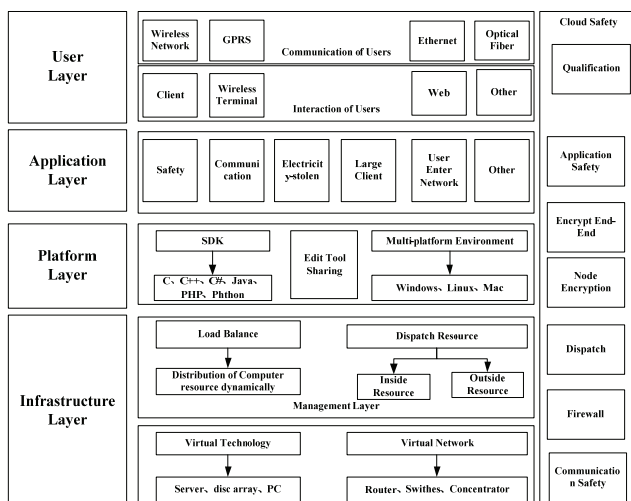 User
Layer
Wireless
Network
GPRS
Communication of Users
Ethernet
Optical
Fiber
Client
Wireless
Terminal
Interaction of Users
Web
Other
Application
Layer
Safety
Communi
cation
Electricit
y-stolen
Large
Client
User
Enter
Network
Other
Platform
Layer
SDK
C、C++、C#、Java、
PHP、Phthon
Edit Tool
Sharing
Multi-platform Environment
Windows、Linux、Mac
Infrastructure
Layer
Load Balance
Distribution of Computer
resource dynamically
Dispatch Resource
Inside
Resource
Outside
Resource
Management Layer
Virtual Technology
Server、disc array、PC
Virtual Network
Router、Swithes、Concentrator
Cloud Safety
Qualification
Application
Safety
Encrypt End-
End
Node
Encryption
Dispatch
Firewall
Communicatio
n Safety